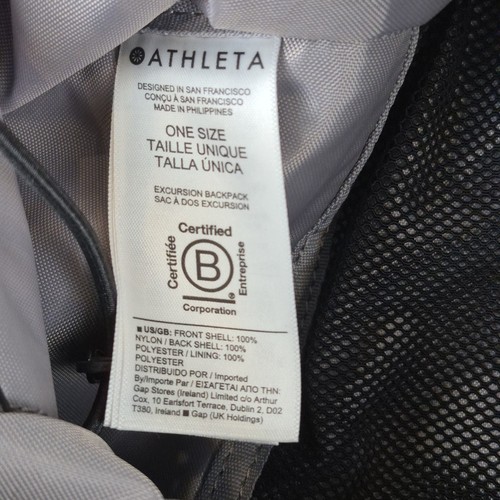 ATHLETA
DESIGNED IN SAN FRANCISCO
CONÇU À SAN FRANCISCO
MADE IN PHILIPPINES
ONE SIZE
TAILLE UNIQUE
TALLA ÚNICA
EXCURSION BACKPACK
SAC À DOS EXCURSION
Certified
Certifiée
B
®
Entreprise
Corporation
■ US/GB: FRONT SHELL: 100%
NYLON / BACK SHELL: 100%
POLYESTER / LINING: 100%
POLYESTER
DISTRIBUIDO POR / Imported
By/Importe Par / ΕΙΣΑΓΕΤΑΙ ΑΠΟ ΤΗΝ:
Gap Stores (Ireland) Limited c/o Arthur
Cox, 10 Earlsfort Terrace, Dublin 2, D02
T380, Ireland ■ Gap (UK Holdings)